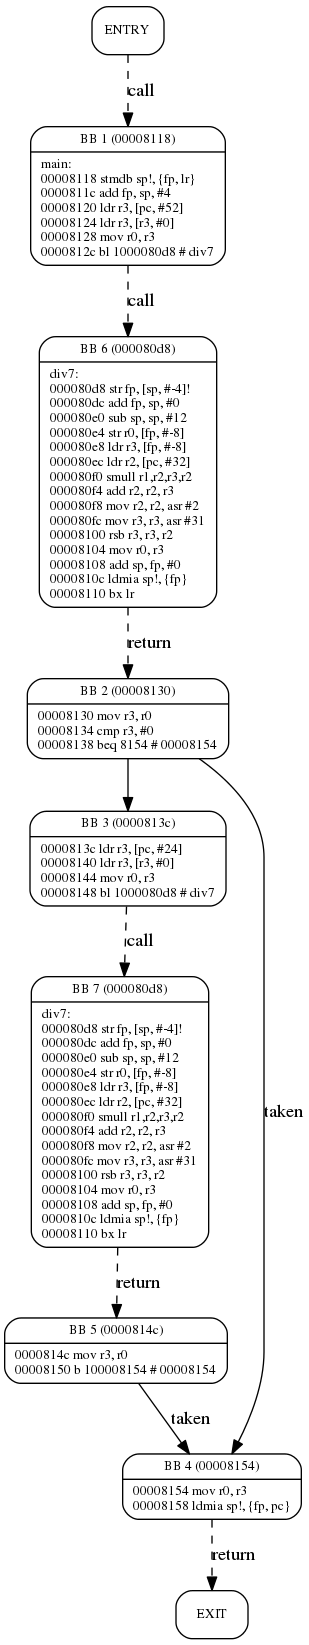 ENTRY
call
BB 1 (00008118)
main:
00008118 stmdb sp!, {fp, lr}
0000811c add fp, sp, #4
00008120 ldr r3, [pc, #52]
00008124 ldr r3, [r3, #0]
00008128 mov r0, r3
0000812c bl 1000080d8 # div7
call
BB 6 (000080d8)
div7:
000080d8 str fp, [sp, #-4]!
000080dc add fp, sp, #0
000080e0 sub sp, sp, #12
000080e4 str r0, [fp, #-8]
000080e8 ldr r3, [fp, #-8]
000080ec ldr r2, [pc, #32]
000080f0 smull r1,r2,r3,r2
000080f4 add r2, r2, r3
000080f8 mov r2, r2, asr #2
000080fc mov r3, r3, asr #31
00008100 rsb r3, r3, r2
00008104 mov r0, r3
00008108 add sp, fp, #0
0000810c ldmia sp!, {fp}
00008110 bx lr
return
BB 2 (00008130)
00008130 mov r3, r0
00008134 cmp r3, #0
00008138 beq 8154 # 00008154
BB 3 (0000813c)
0000813c ldr r3, [pc, #24]
00008140 ldr r3, [r3, #0]
00008144 mov r0, r3
00008148 bl 1000080d8 # div7
call
BB 7 (000080d8)
div7:
000080d8 str fp, [sp, #-4]!
000080dc add fp, sp, #0
000080e0 sub sp, sp, #12
000080e4 str r0, [fp, #-8]
000080e8 ldr r3, [fp, #-8]
000080ec ldr r2, [pc, #32]
000080f0 smull r1,r2,r3,r2
000080f4 add r2, r2, r3
000080f8 mov r2, r2, asr #2
000080fc mov r3, r3, asr #31
00008100 rsb r3, r3, r2
00008104 mov r0, r3
00008108 add sp, fp, #0
0000810c ldmia sp!, {fp}
00008110 bx lr
taken
return
BB 5 (0000814c)
0000814c mov r3, r0
00008150 b 100008154 # 00008154
taken
BB 4 (00008154)
00008154 mov r0, r3
00008158 ldmia sp!, {fp, pc}
return
EXIT